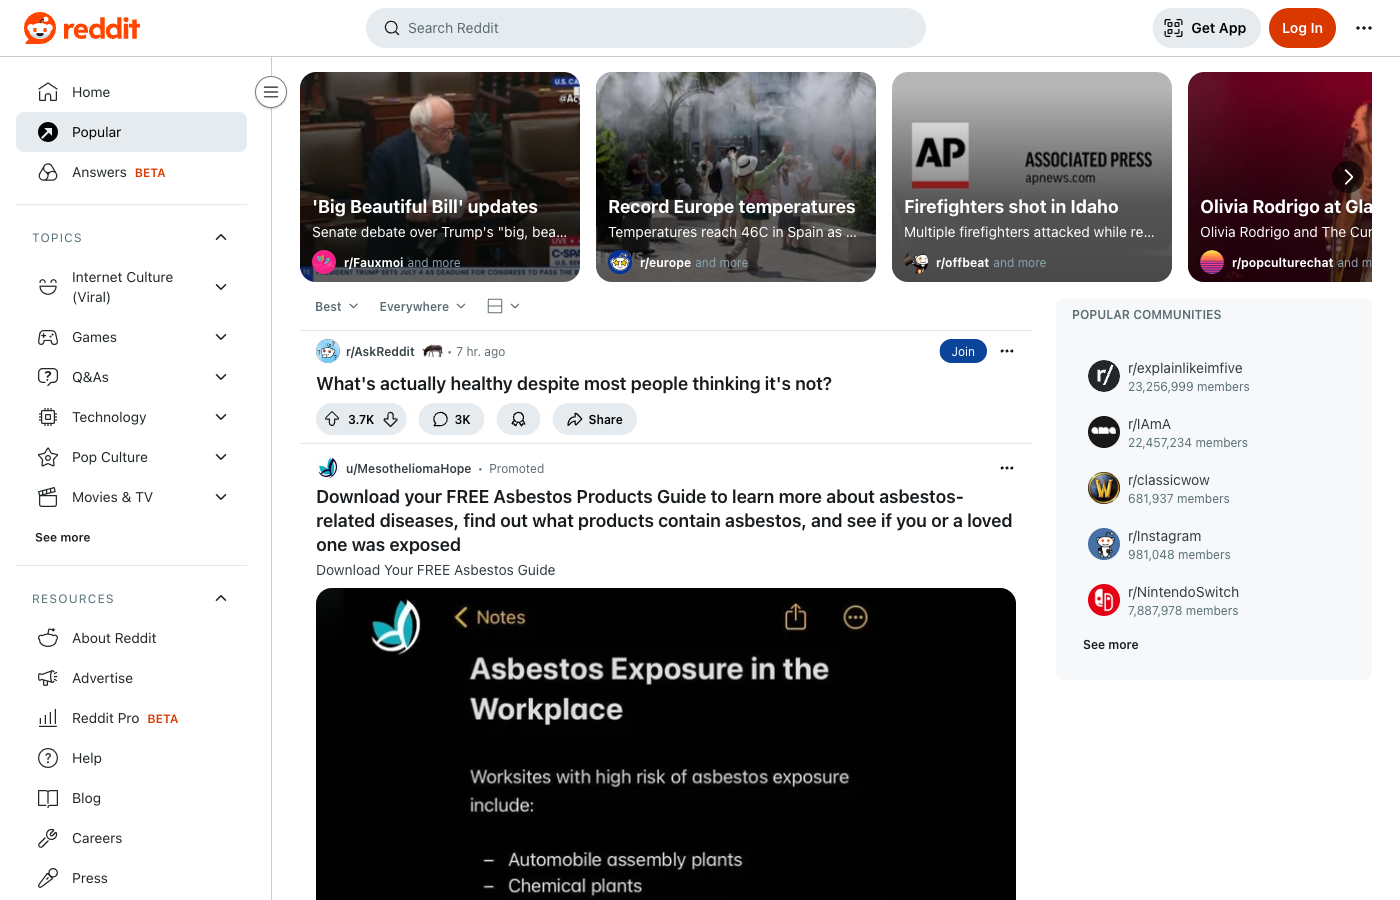 reddit
Search Reddit
Get App
Log In
Home
Popular
Answers BETA
TOPICS
Internet Culture
(Viral)
Games
Q&As
Technology
Pop Culture
Movies & TV
See more
RESOURCES
About Reddit
Advertise
Reddit Pro BETA
Help
Blog
Careers
Press
U.S. CA
'Big Beautiful Bill' updates
Senate debate over Trump's "big, bea...
r/Fauxmoi and more
LIVE
C-SPA
Record Europe temperatures
Temperatures reach 46C in Spain as ...
r/europe and more
AP
ASSOCIATED PRESS
apnews.com
Firefighters shot in Idaho
Multiple firefighters attacked while re...
r/offbeat and more
Olivia Rodrigo at Gla
Olivia Rodrigo and The Cur
r/popculturechat and m
Best
Everywhere
r/AskReddit • 7 hr. ago
Join
What's actually healthy despite most people thinking it's not?
3.7K
3K
Share
u/MesotheliomaHope • Promoted
Download your FREE Asbestos Products Guide to learn more about asbestos-
related diseases, find out what products contain asbestos, and see if you or a loved
one was exposed
Download Your FREE Asbestos Guide
Notes
Asbestos Exposure in the
Workplace
Worksites with high risk of asbestos exposure
include:
– Automobile assembly plants
– Chemical plants
POPULAR COMMUNITIES
r/explainlikeimfive
23,256,999 members
r/IAmA
22,457,234 members
r/classicwow
681,937 members
r/Instagram
981,048 members
r/NintendoSwitch
7,887,978 members
See more